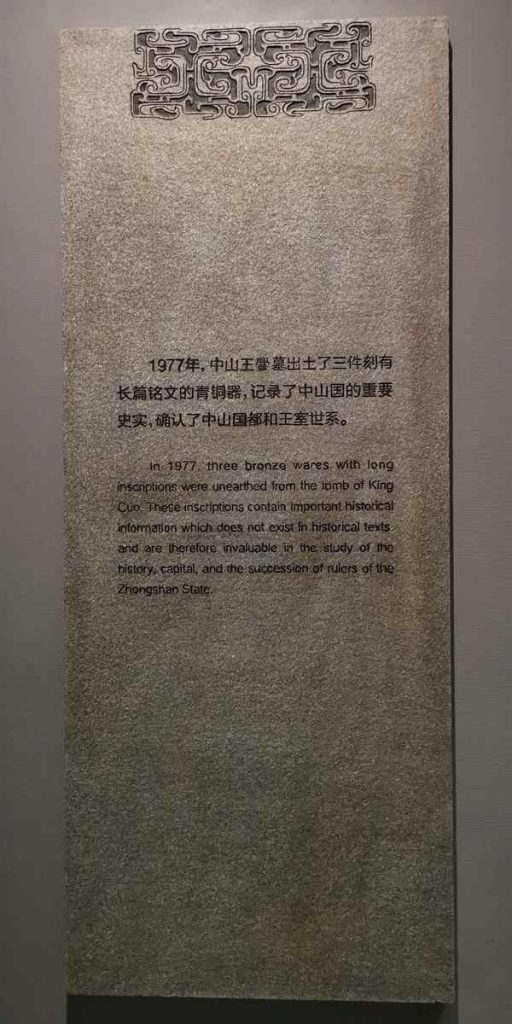 1977年，中山王𰯼墓出土了三件刻有
长篇铭文的青铜器，记录了中山国的重要
史实，确认了中山国都和王室世系。
In 1977, three bronze wares with long
inscriptions were unearthed from the tomb of King
Cuo. These inscriptions contain important historical
information which does not exist in historical texts
and are therefore invaluable in the study of the
history, capital, and the succession of rulers of the
Zhongshan State.